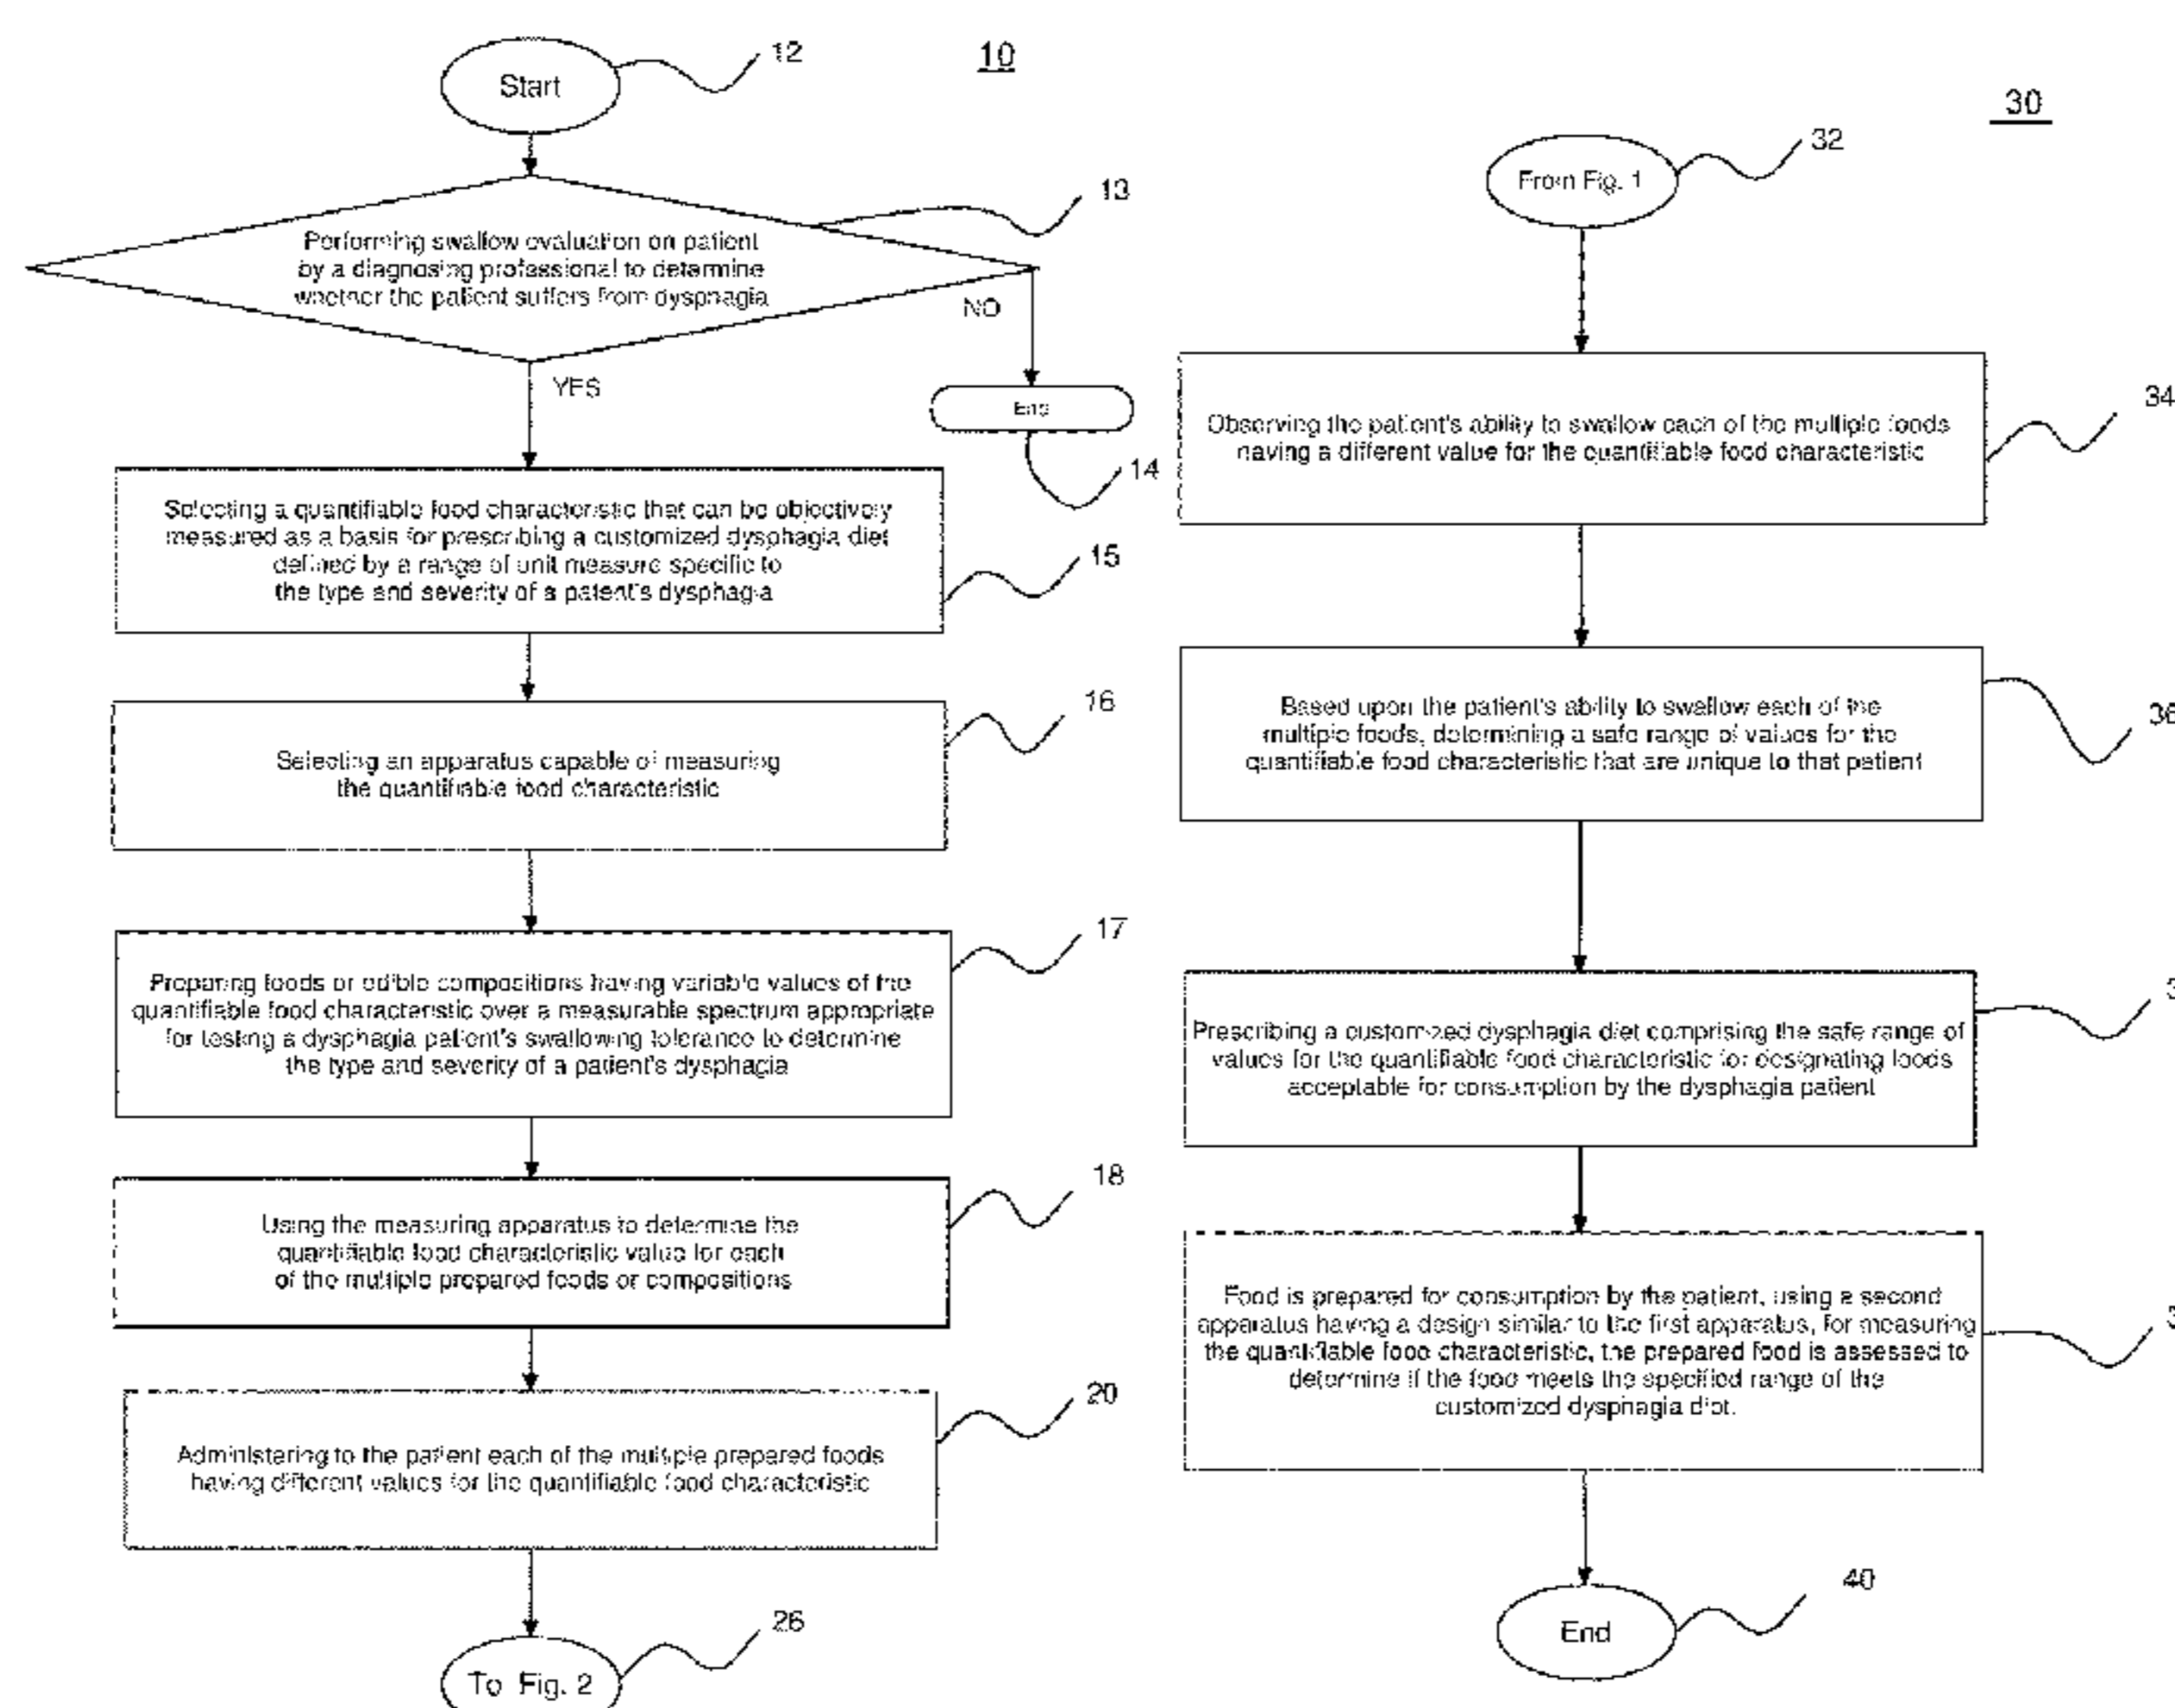 10
Start
12
Performing swallow evaluation on patient
by a diagnosing professional to determine
whether the patient suffers from dysphagia
13
NO
YES
End
14
Selecting a quantifiable food characteristic that can be objectively
measured as a basis for prescribing a customized dysphagia diet
defined by a range of unit measure specific to
the type and severity of a patent's dysphagia
15
Selecting an apparatus capable of measuring
the quantifiable food characteristic
16
Preparing foods or edible compositions having variable values of the
quantifiable food characteristic over a measurable spectrum appropriate
for testing a dysphagia patient's swallowing tolerance to determine
the type and severity of a patient's dysphagia
17
Using the measuring apparatus to determine the
quantifiable food characteristic value for each
of the multiple prepared foods or compositions
18
Administering to the patient each of the multiple prepared foods
having different values for the quantifiable food characteristic
20
To Fig. 2
26
30
From Fig. 1
32
Observing the patient's ability to swallow each of the multiple foods
having a different value for the quantifiable food characteristic
34
Based upon the patient's ability to swallow each of the
multiple foods, determining a safe range of values for the
quantifiable food characteristic that are unique to that patient
36
Prescribing a customized dysphagia diet comprising the safe range of
values for the quantifiable food characteristic for designating foods
acceptable for consumption by the dysphagia patient
Food is prepared for consumption by the patient, using a second
apparatus having a design similar to the first apparatus, for measuring
the quantifiable food characteristic, the prepared food is assessed to
determine if the food meets the specified range of the
customized dysphagia diet.
End
40